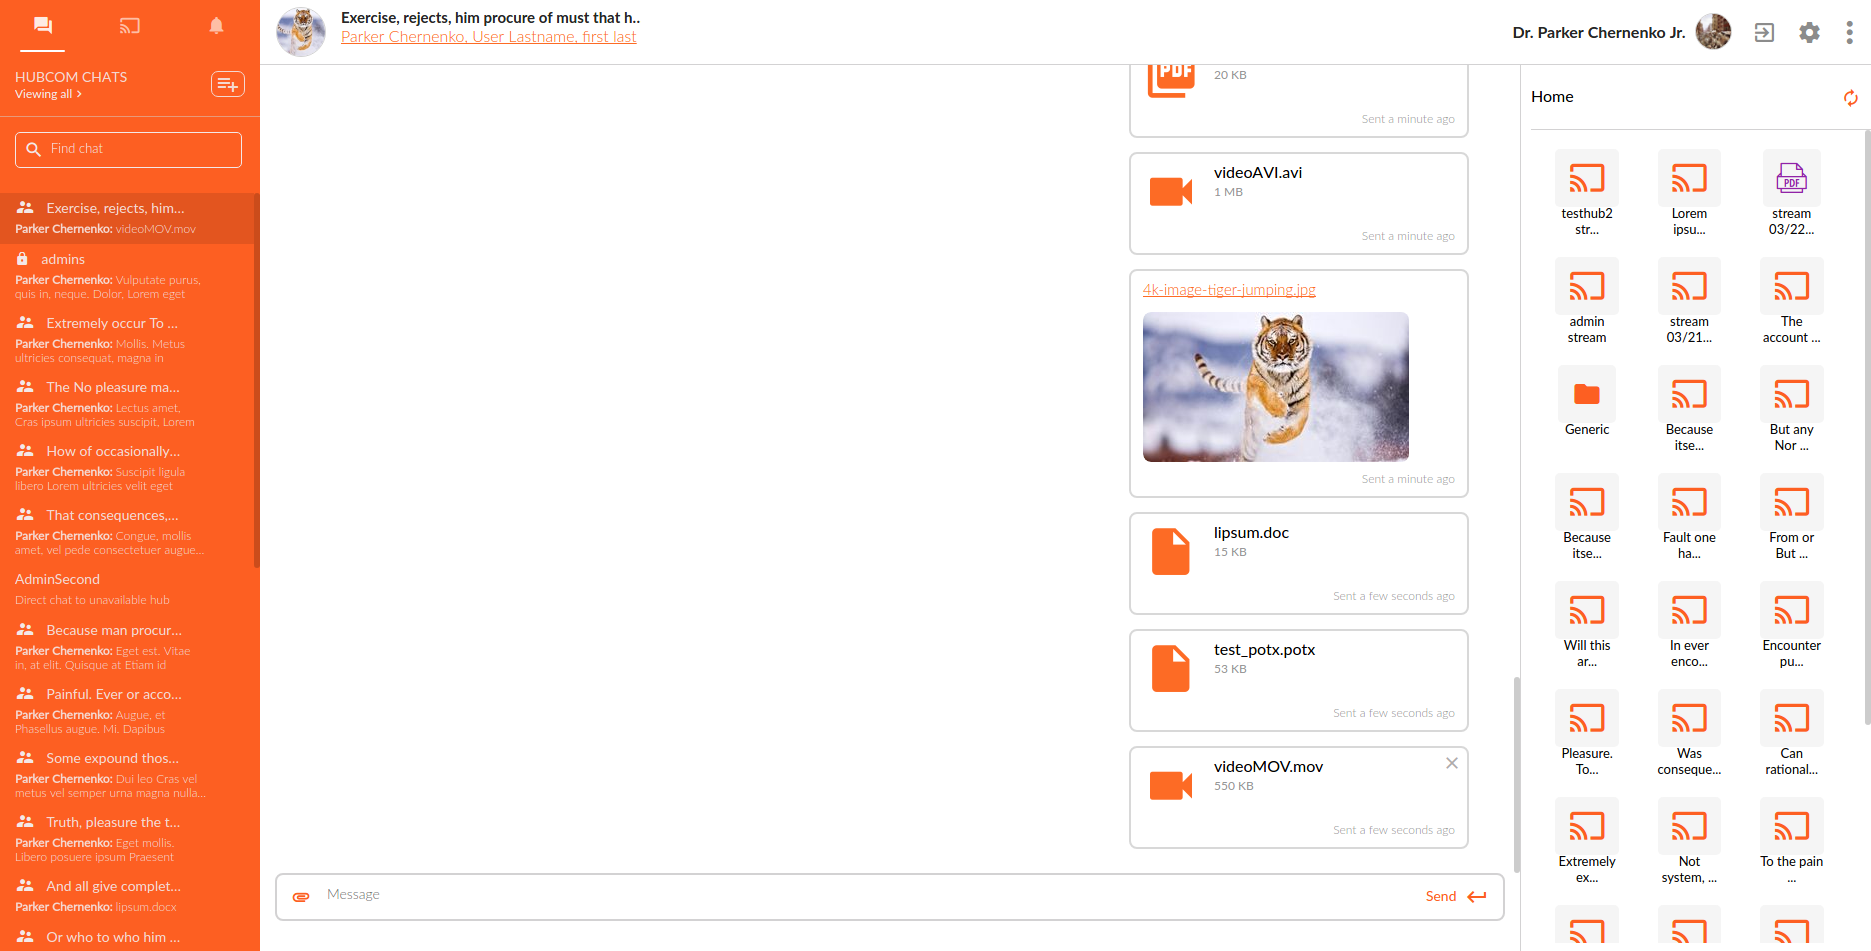 HUBCOM CHATS
Viewing all
Find chat
Exercise, rejects, him...
Parker Chernenko: videoMOV.mov
admins
Parker Chernenko: Vulputate purus,
quis in, neque. Dolor, Lorem eget
Extremely occur To ...
Parker Chernenko: Mollis. Metus
ultricies consequat, magna in
The No pleasure ma...
Parker Chernenko: Lectus amet,
Cras ipsum ultricies suscipit, Lorem
How of occasionally...
Parker Chernenko: Suscipit ligula
libero Lorem ultricies velit eget
That consequences,...
Parker Chernenko: Congue, mollis
amet, vel pede consectetuer augue...
AdminSecond
Direct chat to unavailable hub
Because man procur...
Parker Chernenko: Eget est. Vitae
in, at elit. Quisque at Etiam id
Painful. Ever or acco...
Parker Chernenko: Augue, et
Phasellus augue, Mi. Dapibus
Some expound thos...
Parker Chernenko: Dui leo Cras vel
metus vel semper urna magna nulla...
Truth, pleasure the t...
Parker Chernenko: Eget mollis.
Libero posuere ipsum Praesent
And all give complet...
Parker Chernenko: lipsum.docx
Or who to who him ...
Exercise, rejects, him procure of must that h..
Parker Chernenko, User Lastname, first last
Dr. Parker Chernenko Jr.
PDF
20 KB
Sent a minute ago
videoAVI.avi
1 MB
Sent a minute ago
4k-image-tiger-jumping.jpg
Sent a minute ago
lipsum.doc
15 KB
Sent a few seconds ago
test_potx.potx
53 KB
Sent a few seconds ago
videoMOV.mov
550 KB
Sent a few seconds ago
Message
Send
Home
testhub2
str...
Lorem
ipsu...
PDF
stream
03/22...
admin
stream
stream
03/21...
The
account ...
Generic
Because
itse...
But any
Nor ...
Because
itse...
Fault one
ha...
From or
But ...
Will this
ar...
In ever
enco...
Encounter
pu...
Pleasure.
To...
Was
conseque...
Can
rational...
Extremely
ex...
Not
system, ...
To the pain
...